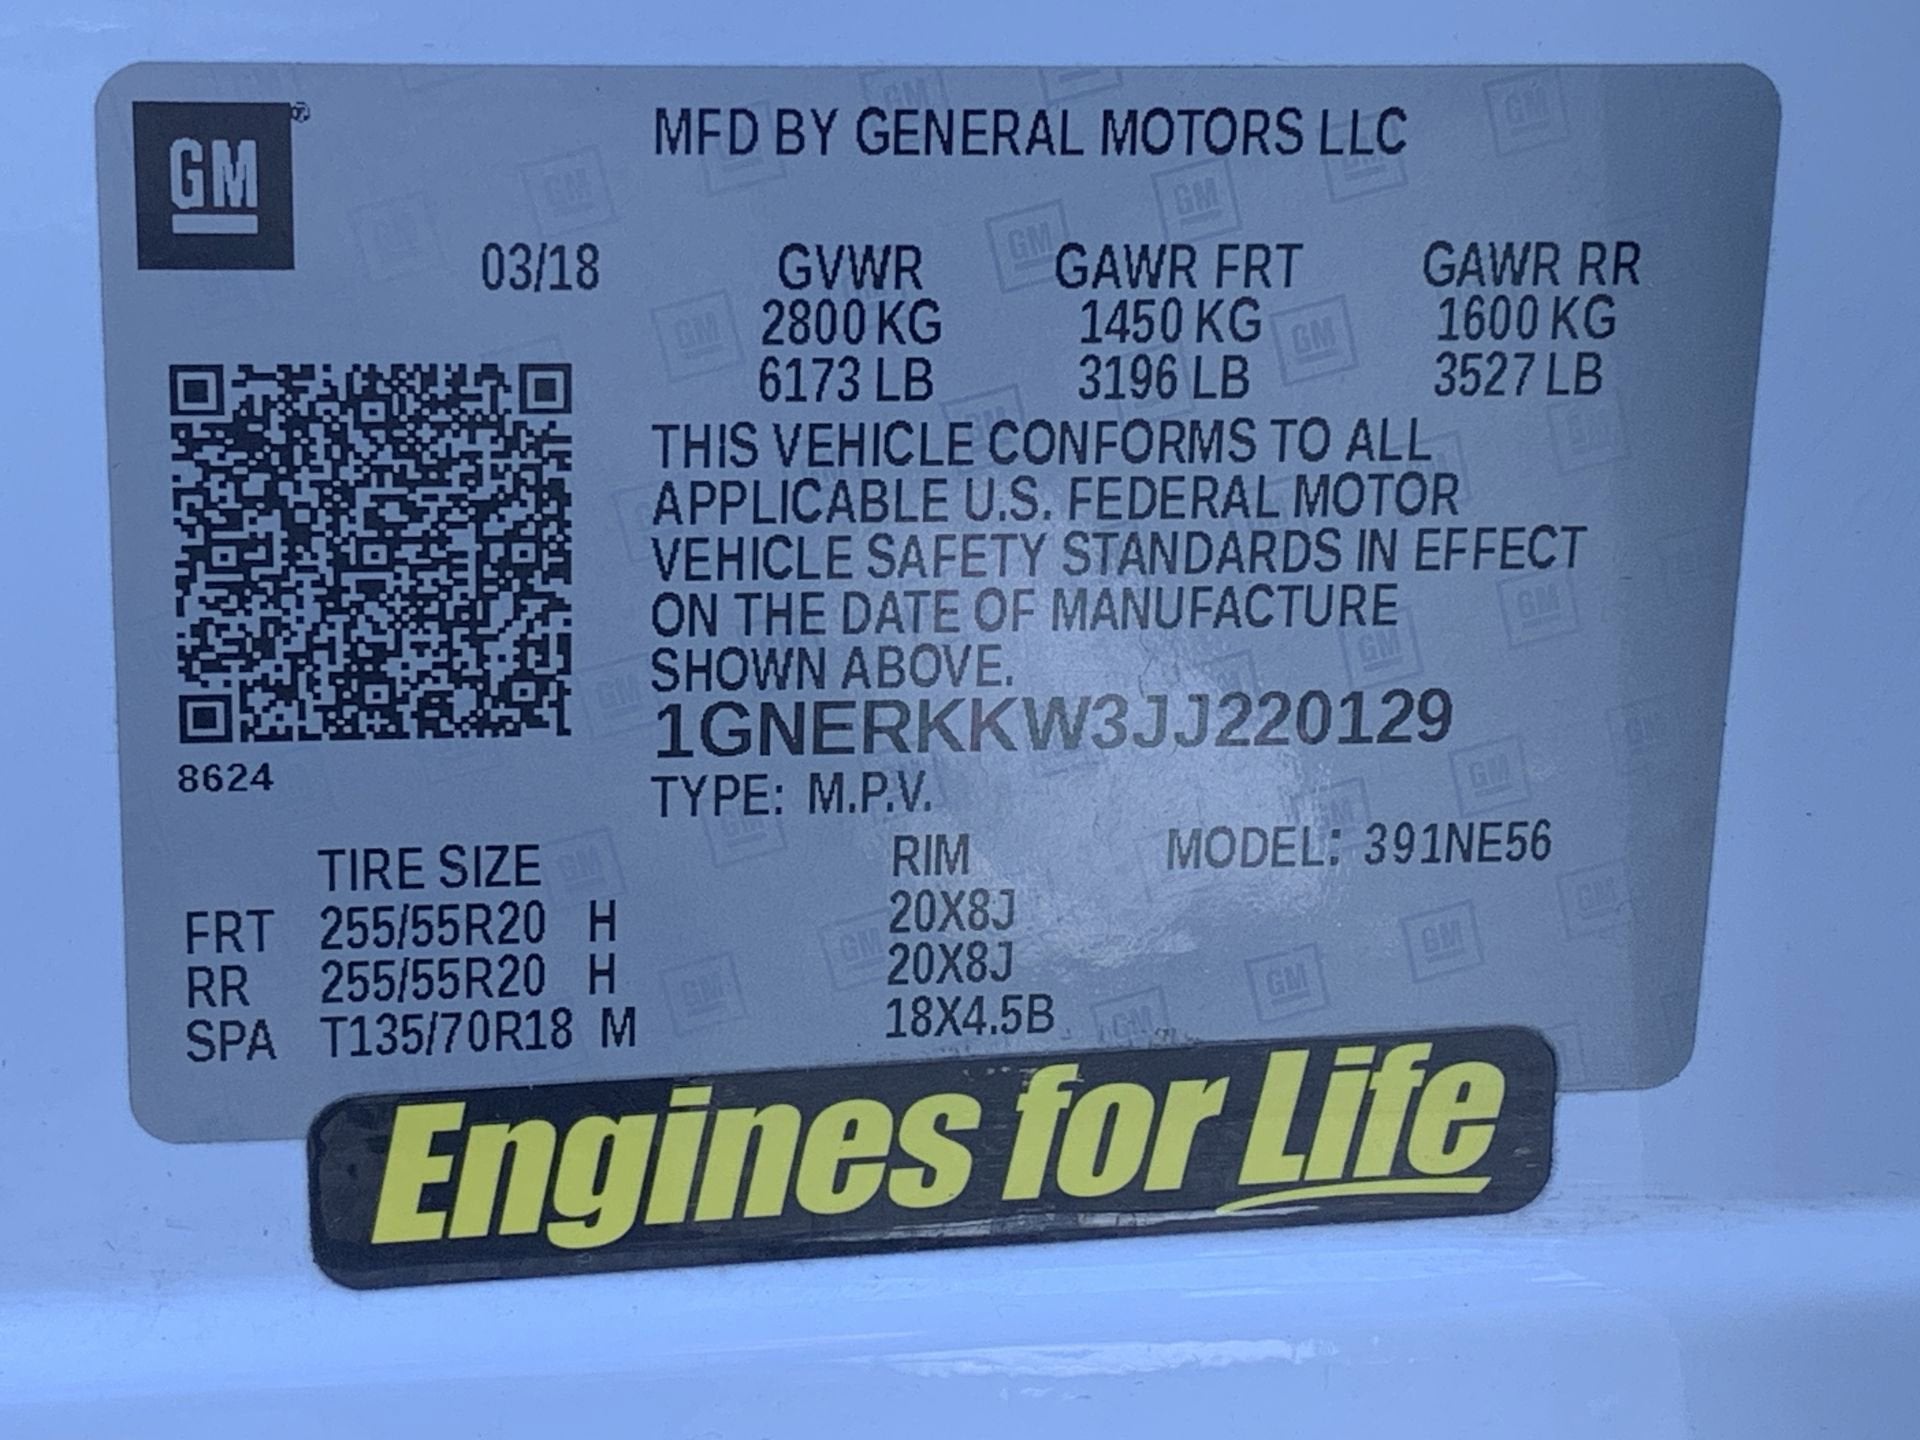 GM
MFD BY GENERAL MOTORS LLC
03/18 GVWR GAWR FRT GAWR RR
2800 KG 1450 KG 1600 KG
6173 LB 3196 LB 3527 LB
THIS VEHICLE CONFORMS TO ALL
APPLICABLE U.S. FEDERAL MOTOR
VEHICLE SAFETY STANDARDS IN EFFECT
ON THE DATE OF MANUFACTURE
SHOWN ABOVE.
1GNERKKW3JJ220129
8624
TYPE: M.P.V.
TIRE SIZE RIM MODEL: 391NE56
FRT 255/55R20 H 20X8J
RR 255/55R20 H 20X8J
SPA T135/70R18 M 18X4.5B
Engines for Life